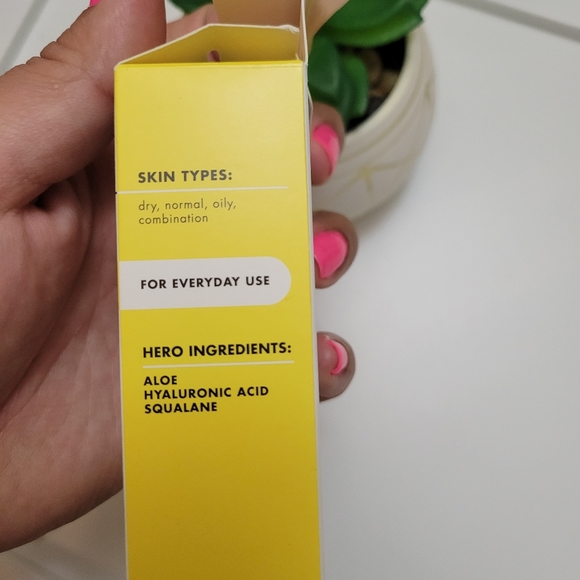 SKIN TYPES:
dry, normal, oily,
combination
FOR EVERYDAY USE
HERO INGREDIENTS:
ALOE
HYALURONIC ACID
SQUALANE